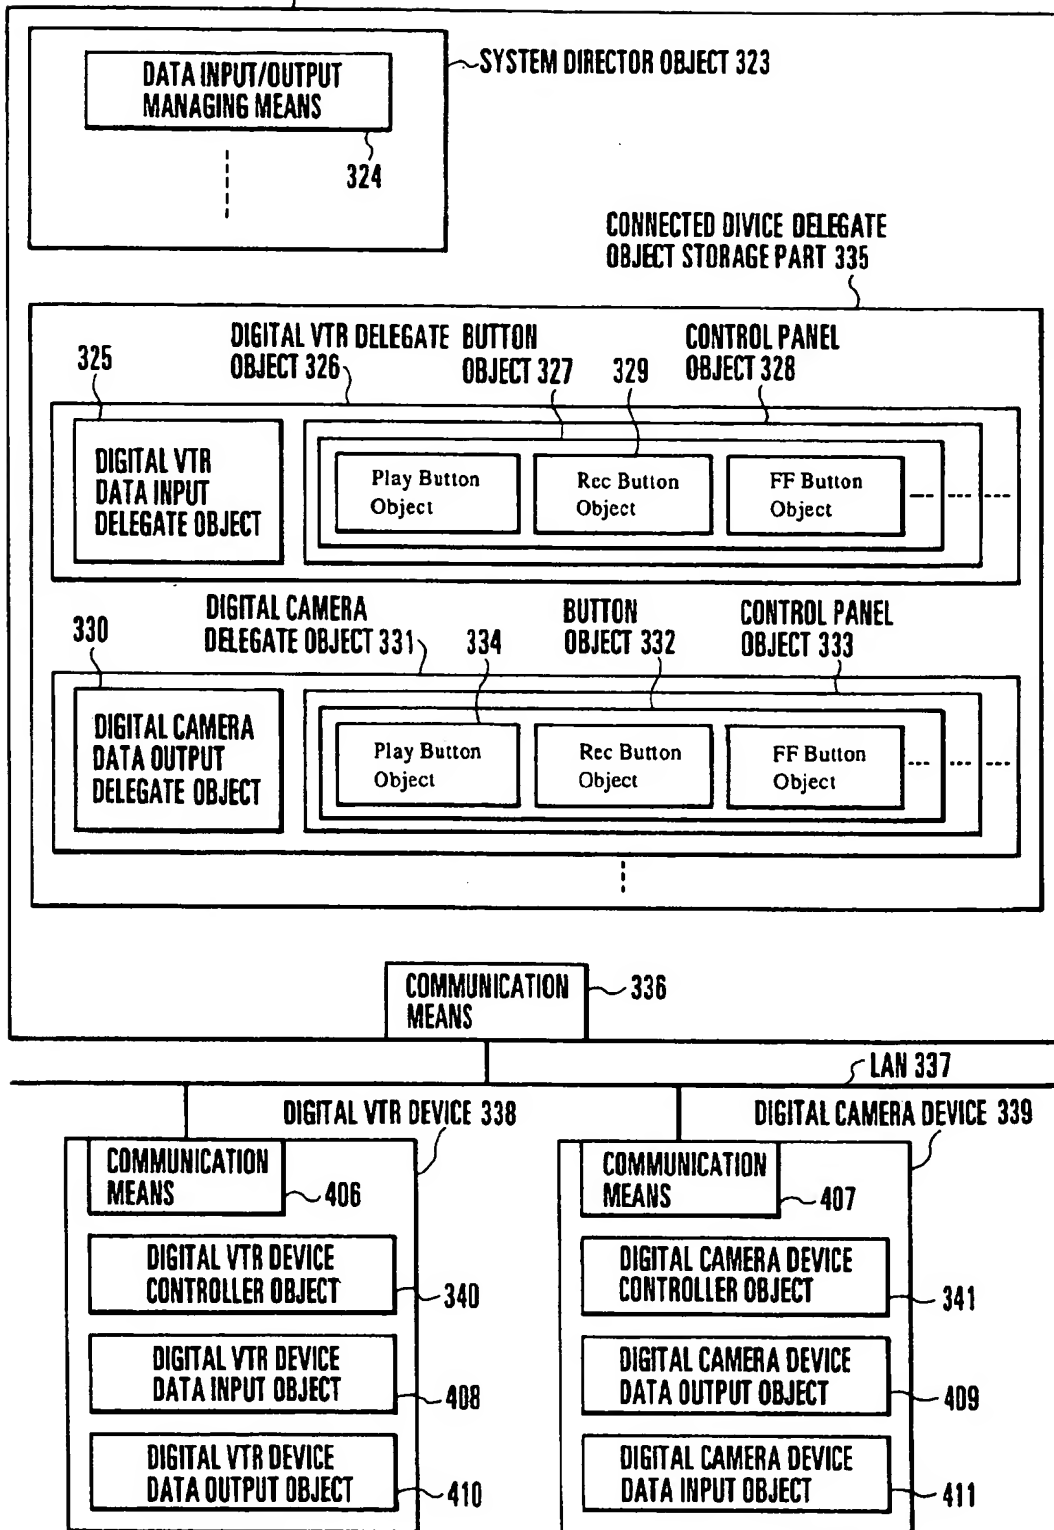 DATA INPUT/OUTPUT
MANAGING MEANS
324
SYSTEM DIRECTOR OBJECT 323
CONNECTED DIVICE DELEGATE
OBJECT STORAGE PART 335
325
DIGITAL VTR DELEGATE
OBJECT 326
BUTTON
OBJECT 327
329
CONTROL PANEL
OBJECT 328
DIGITAL VTR
DATA INPUT
DELEGATE OBJECT
Play Button
Object
Rec Button
Object
FF Button
Object
330
DIGITAL CAMERA
DELEGATE OBJECT 331
334
BUTTON
OBJECT 332
CONTROL PANEL
OBJECT 333
DIGITAL CAMERA
DATA OUTPUT
DELEGATE OBJECT
Play Button
Object
Rec Button
Object
FF Button
Object
COMMUNICATION
MEANS
336
LAN 337
DIGITAL VTR DEVICE 338
DIGITAL CAMERA DEVICE 339
COMMUNICATION
MEANS
406
DIGITAL VTR DEVICE
CONTROLLER OBJECT
340
DIGITAL VTR DEVICE
DATA INPUT OBJECT
408
DIGITAL VTR DEVICE
DATA OUTPUT OBJECT
410
COMMUNICATION
MEANS
407
DIGITAL CAMERA DEVICE
CONTROLLER OBJECT
341
DIGITAL CAMERA DEVICE
DATA OUTPUT OBJECT
409
DIGITAL CAMERA DEVICE
DATA INPUT OBJECT
411